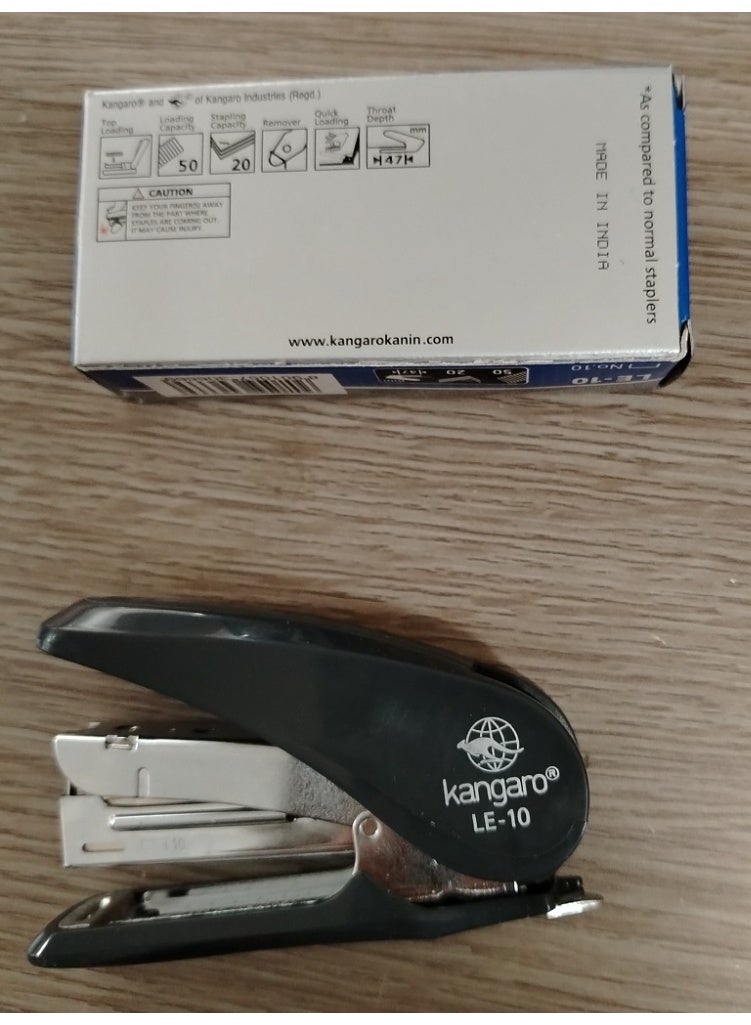 Kangaro® and of Kangaro Industries (Regd.)
Top Loading
Loading Capacity
50
Stapling Capacity
20
Remover
Quick Loading
Throat Depth
mm
47
CAUTION
KEEP YOUR FINGER(S) AWAY
FROM THE PART WHERE
STAPLES ARE COMING OUT,
IT MAY CAUSE INJURY.
*As compared to normal staplers
MADE IN INDIA
www.kangarokanin.com
LE-10
No.10
50
20
47
kangaro®
LE-10